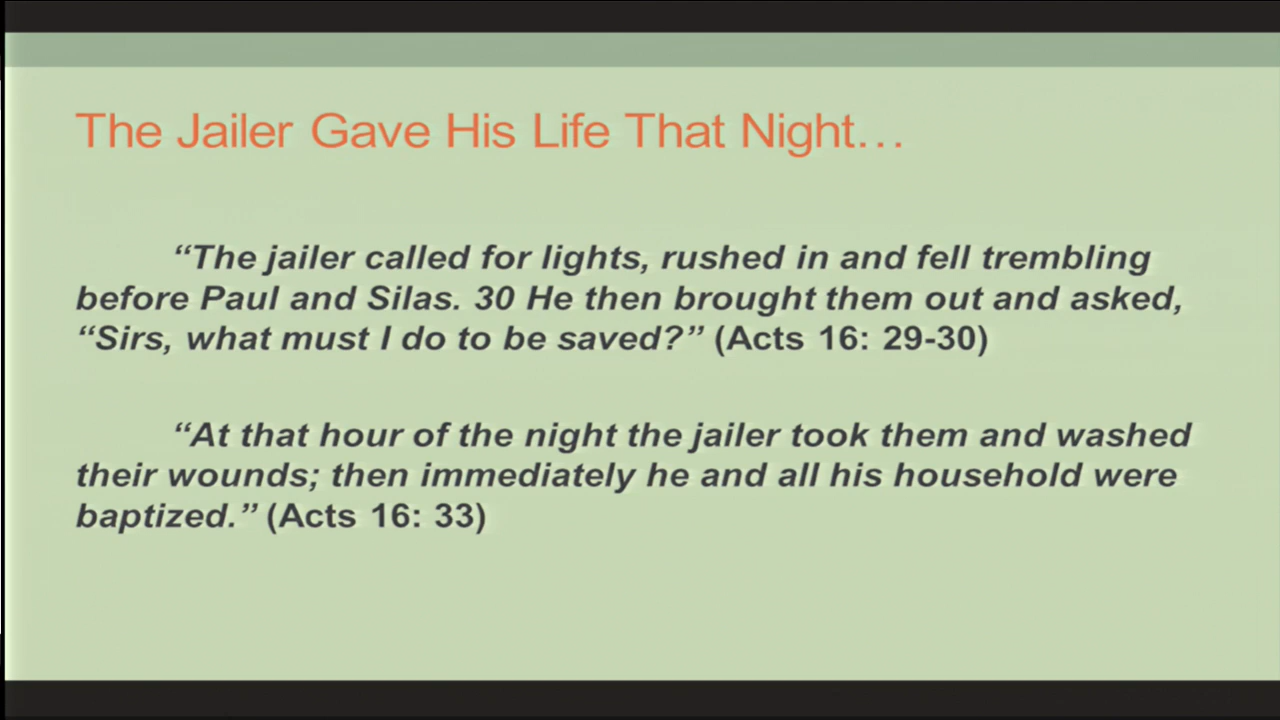 The Jailer Gave His Life That Night…
“The jailer called for lights, rushed in and fell trembling
before Paul and Silas. 30 He then brought them out and asked,
“Sirs, what must I do to be saved?” (Acts 16: 29-30)
“At that hour of the night the jailer took them and washed
their wounds; then immediately he and all his household were
baptized.” (Acts 16: 33)